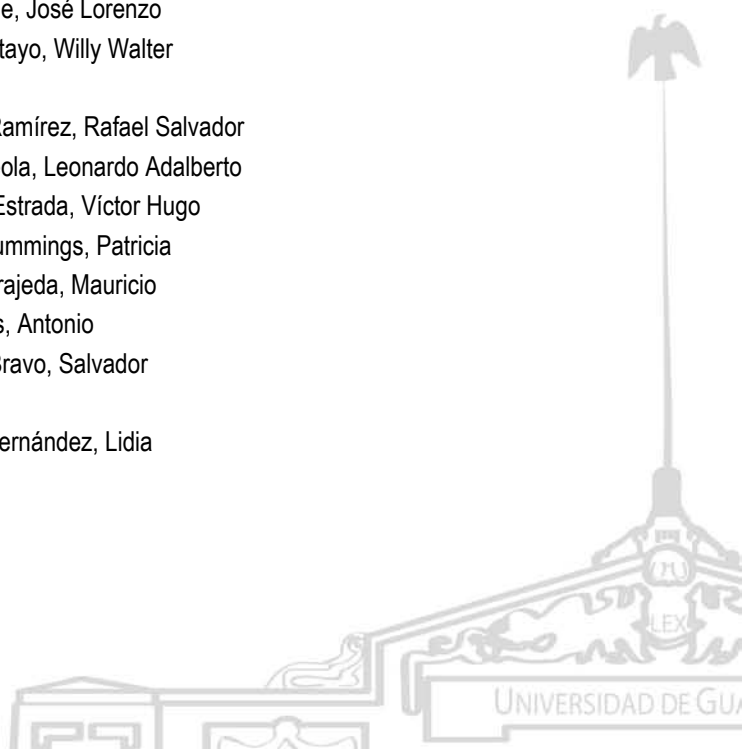 e, José Lorenzo
tayo, Willy Walter
Ramírez, Rafael Salvador
ola, Leonardo Adalberto
Estrada, Víctor Hugo
ummings, Patricia
rajeda, Mauricio
s, Antonio
Bravo, Salvador
ernández, Lidia
LEX
UNIVERSIDAD DE GUA